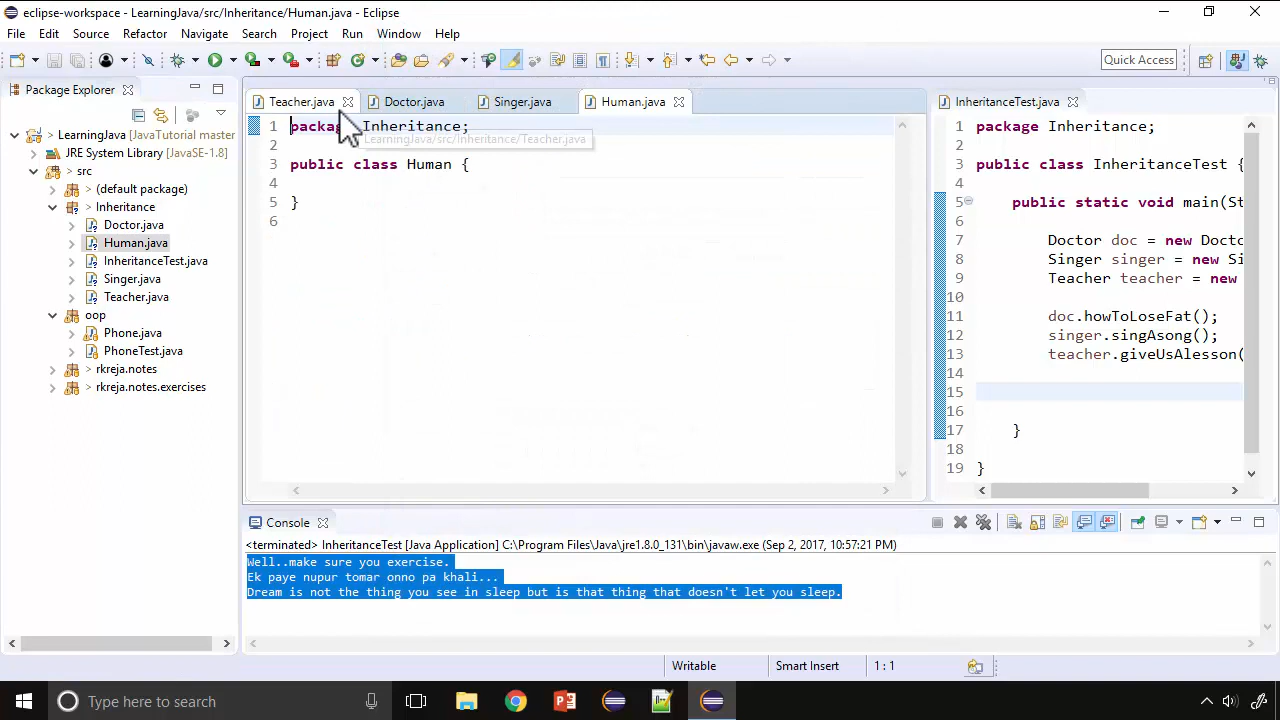 eclipse-workspace - LearningJava/src/Inheritance/Human.java - Eclipse
File Edit Source Refactor Navigate Search Project Run Window Help
Quick Access
Package Explorer
LearningJava [JavaTutorial master
JRE System Library [JavaSE-1.8]
src
> (default package)
> Inheritance
> Doctor.java
Human.java
> InheritanceTest.java
> Singer.java
> Teacher.java
> oop
> Phone.java
> PhoneTest.java
> rkreja.notes
> rkreja.notes.exercises
Teacher.java Doctor.java Singer.java Human.java
1 Inheritance;
LearningJava/src/Inheritance/Teacher.java
2
3 public class Human {
4
5 }
6
InheritanceTest.java
1 package Inheritance;
2
3 public class InheritanceTest {
4
5 public static void main(St
6
7 Doctor doc = new Docto
8 Singer singer = new Si
9 Teacher teacher = new
10
11 doc.howToLoseFat();
12 singer.singAsong();
13 teacher.giveUsAlesson(
14
15
16
17 }
18
19 }
Console
<terminated> InheritanceTest [Java Application] C:\Program Files\Java\jre1.8.0_131\bin\javaw.exe (Sep 2, 2017, 10:57:21 PM)
Well..make sure you exercise.
Ek paye nupur tomar onno pa khali...
Dream is not the thing you see in sleep but is that thing that doesn't let you sleep.
Writable Smart Insert 1 : 1
Type here to search